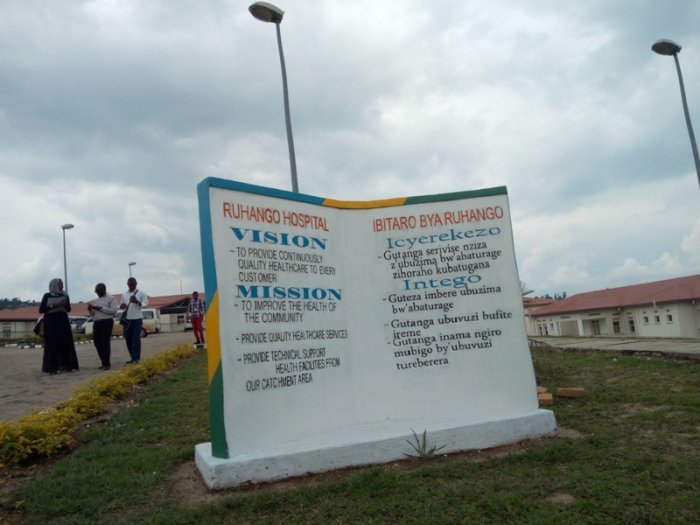 RUHANGO HOSPITAL
VISION
- TO PROVIDE CONTINUOUSLY
QUALITY HEALTHCARE TO EVERY
CUSTOMER
MISSION
- TO IMPROVE THE HEALTH OF
THE COMMUNITY
- PROVIDE QUALITY HEALTHCARE SERVICES
- PROVIDE TECHNICAL SUPPORT
HEALTH FACILITIES FROM
OUR CATCHMENT AREA
IBITARO BYA RUHANGO
Icyerekezo
- Gutanga serivise nziza
z'ubuzima bw'abaturage
zihoraho kubatugana
Intego
- Guteza imbere ubuzima
bw'abaturage
- Gutanga ubuvuzi bufite
ireme
- Gutanga inama ngiro
mubigo by'ubuvuzi
tureberera